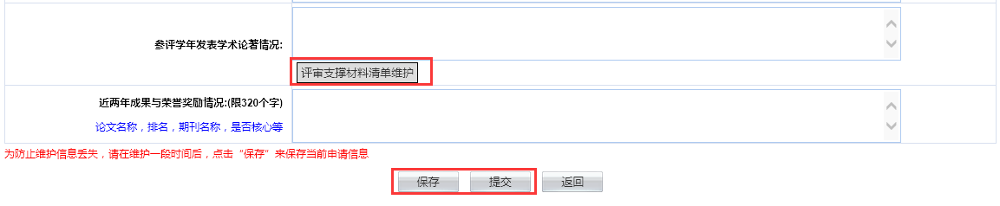 参评学年发表学术论著情况:
评审支撑材料清单维护
近两年成果与荣誉奖励情况:(限320个字)
论文名称，排名，期刊名称，是否核心等
为防止维护信息丢失，请在维护一段时间后，点击“保存”来保存当前申请信息
保存 提交 返回